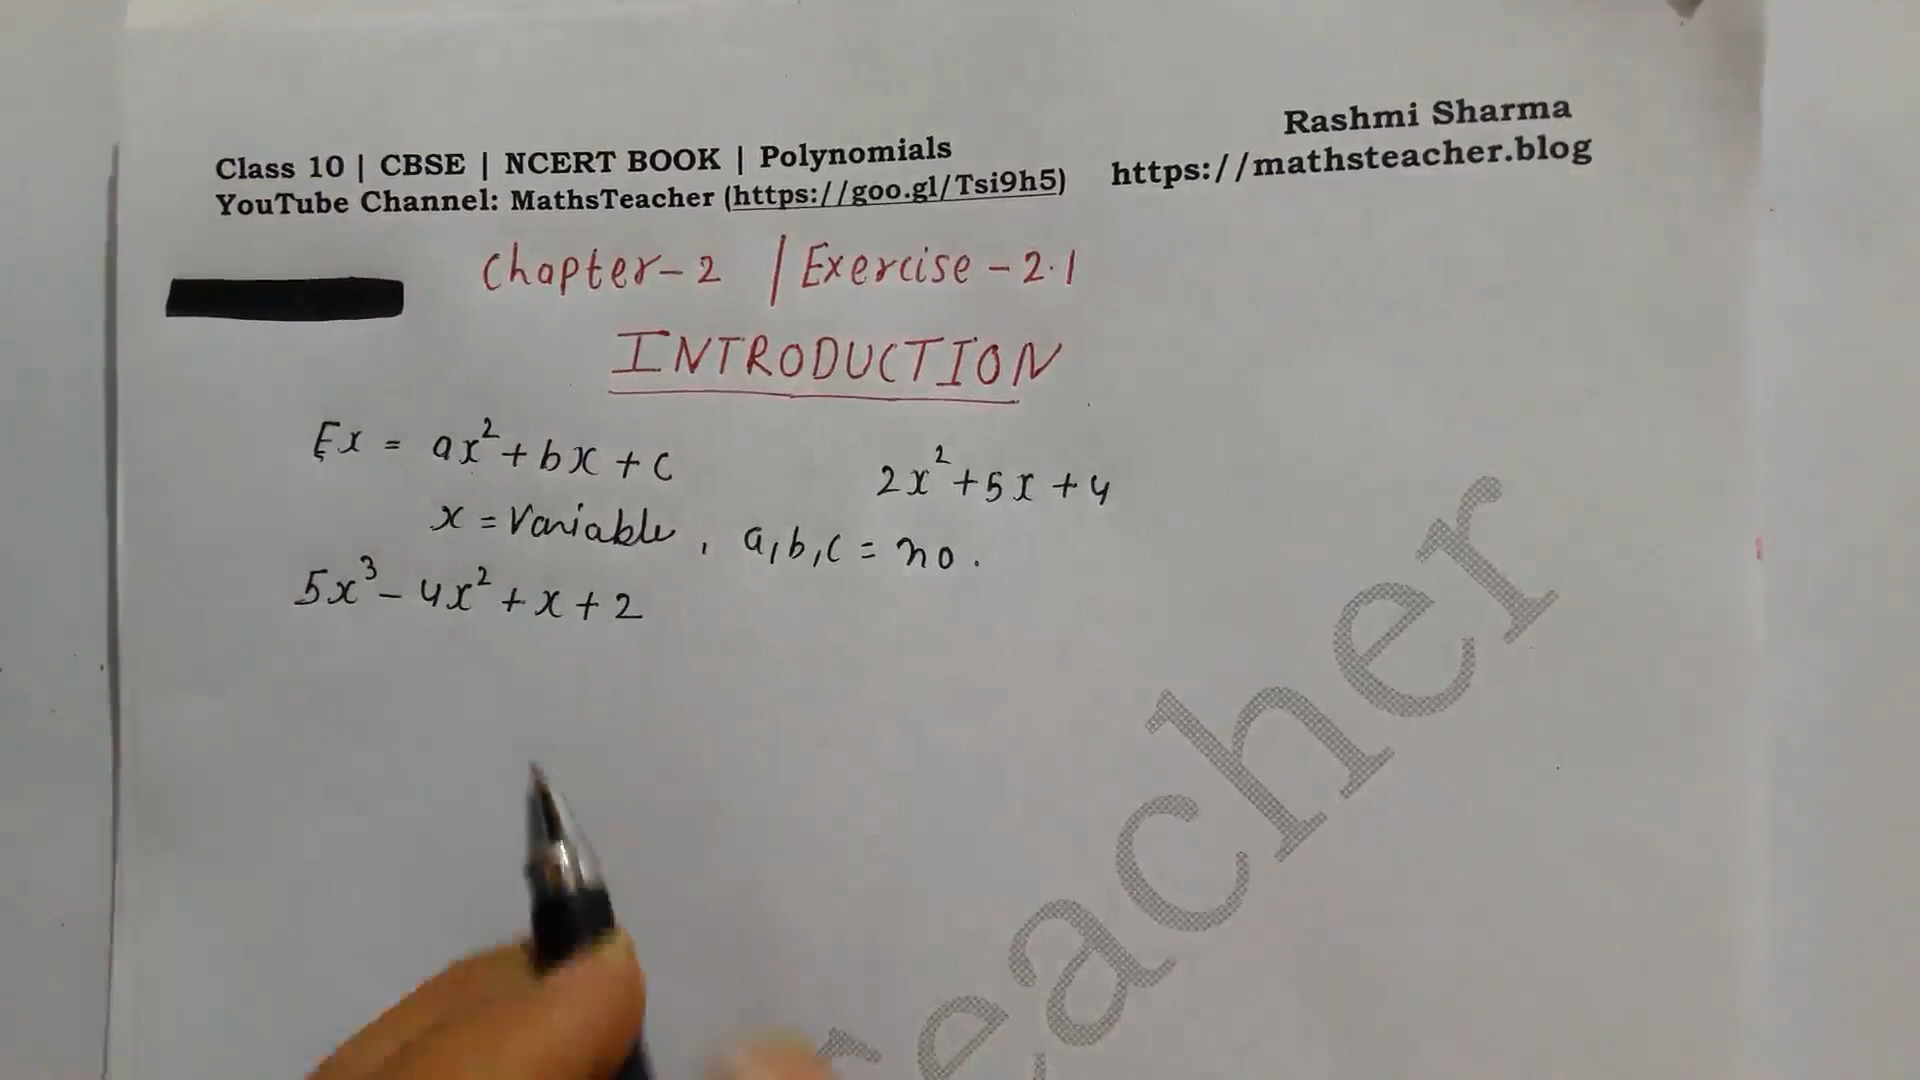 Rashmi Sharma
Class 10 | CBSE | NCERT BOOK | Polynomials
https://mathsteacher.blog
YouTube Channel: MathsTeacher (https://goo.gl/Tsi9h5)
Chapter-2 | Exercise-2.1
INTRODUCTION
Ex = ax²+bx+c
2x²+5x+4
x = Variable, a,b,c = no.
5x³-4x²+x+2
eacher